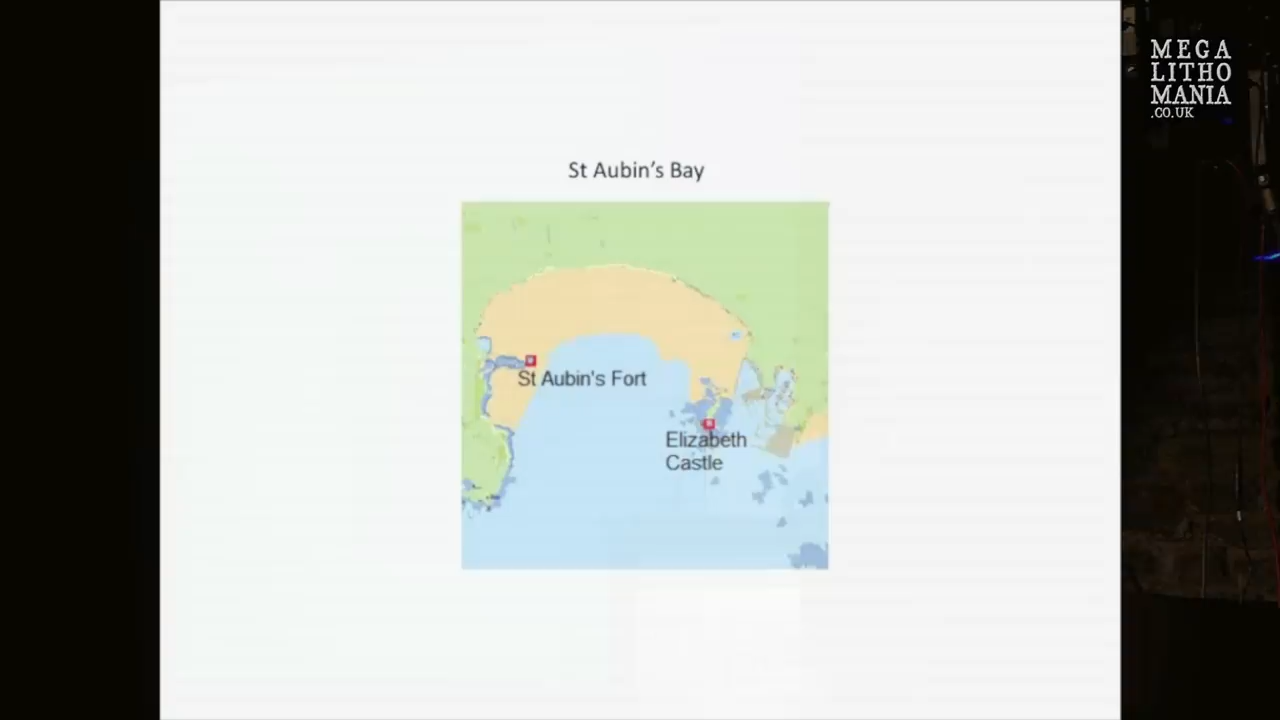 MEGA
LITHO
MANIA
.CO.UK
St Aubin's Bay
St Aubin's Fort
Elizabeth
Castle